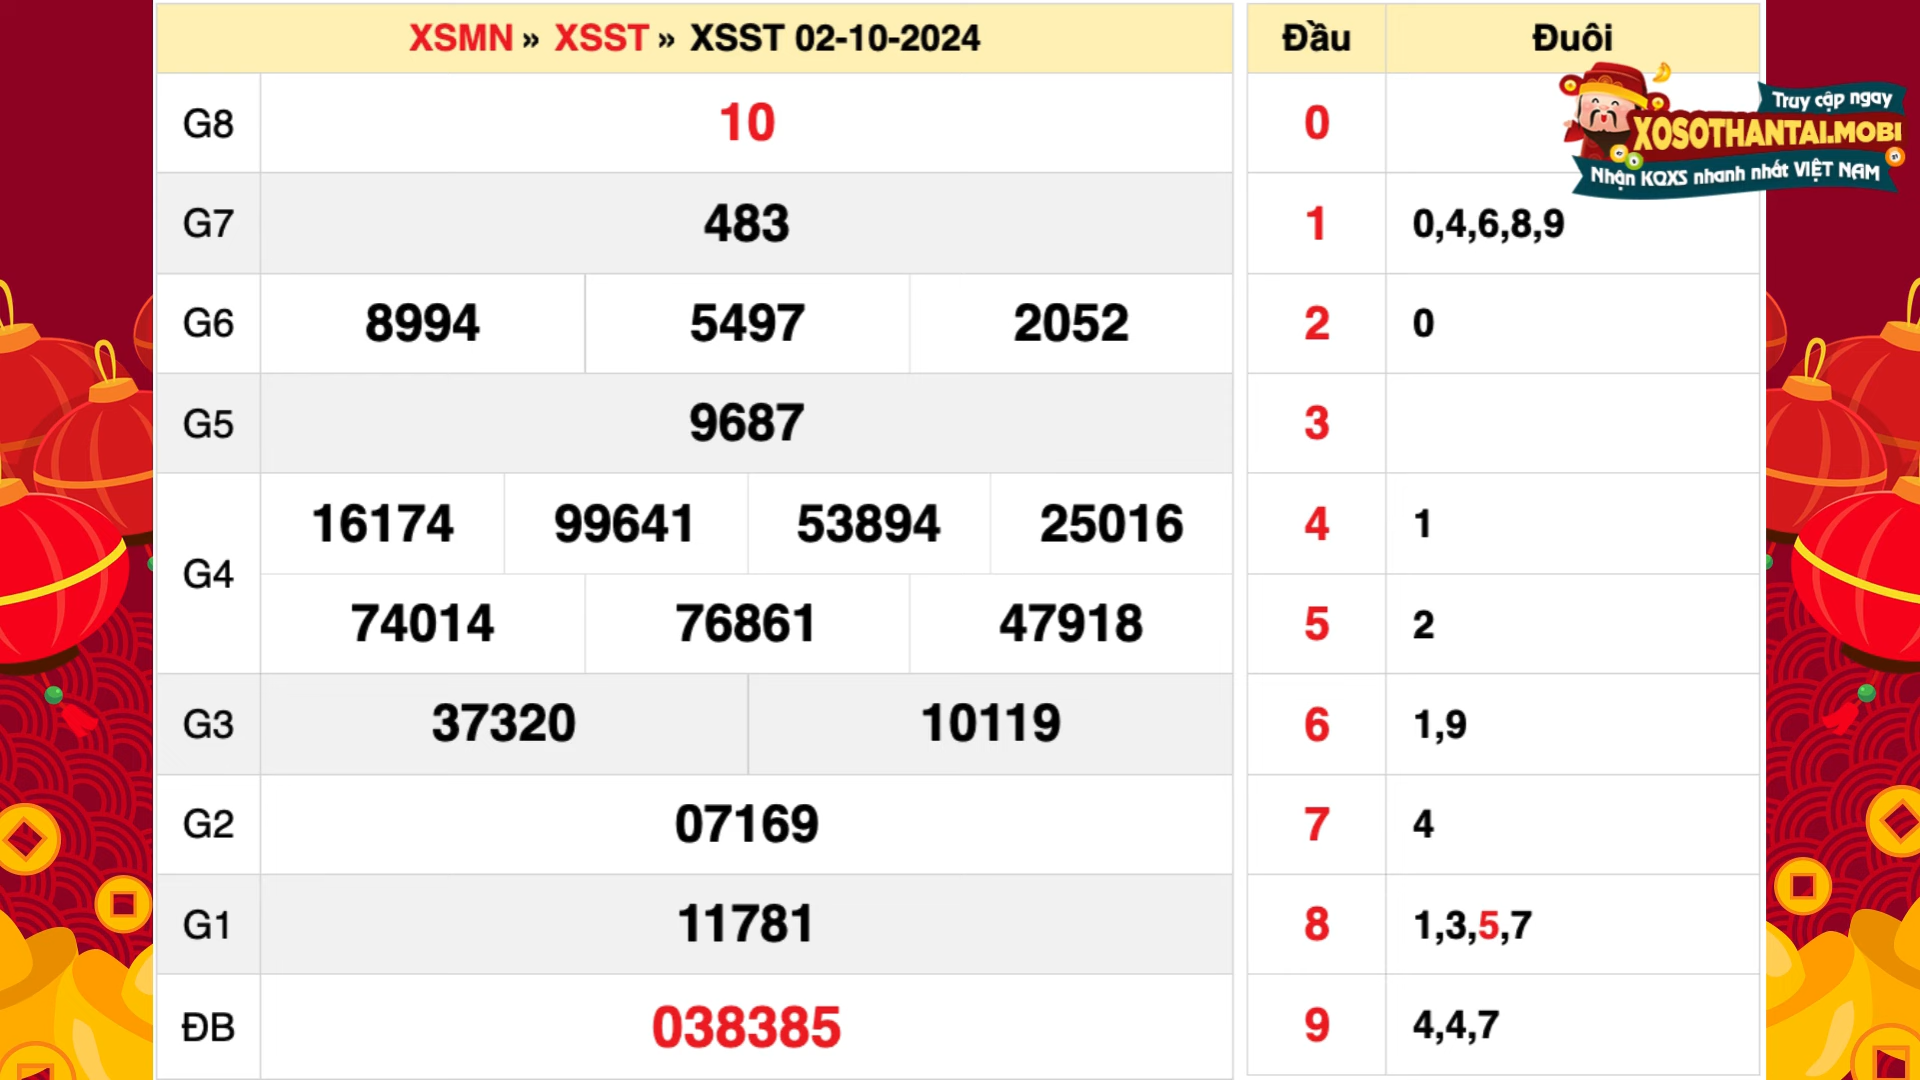 XSMN » XSST » XSST 02-10-2024
G8 10
G7 483
G6 8994 5497 2052
G5 9687
G4 16174 99641 53894 25016
74014 76861 47918
G3 37320 10119
G2 07169
G1 11781
ĐB 038385
Đầu Đuôi
0
1 0,4,6,8,9
2 0
3
4 1
5 2
6 1,9
7 4
8 1,3,5,7
9 4,4,7
Truy cập ngay
XOSOTHANTAI.MOBI
Nhận KQXS nhanh nhất VIỆT NAM